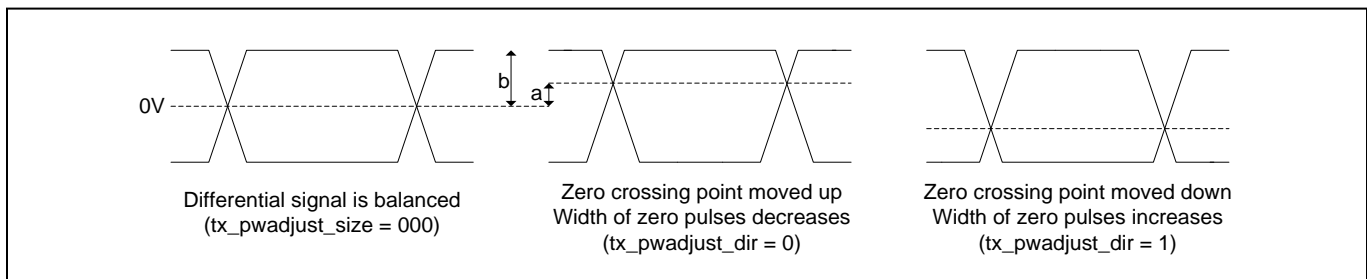 0V
b
a
Differential signal is balanced
(tx_pwadjust_size = 000)
Zero crossing point moved up
Width of zero pulses decreases
(tx_pwadjust_dir = 0)
Zero crossing point moved down
Width of zero pulses increases
(tx_pwadjust_dir = 1)